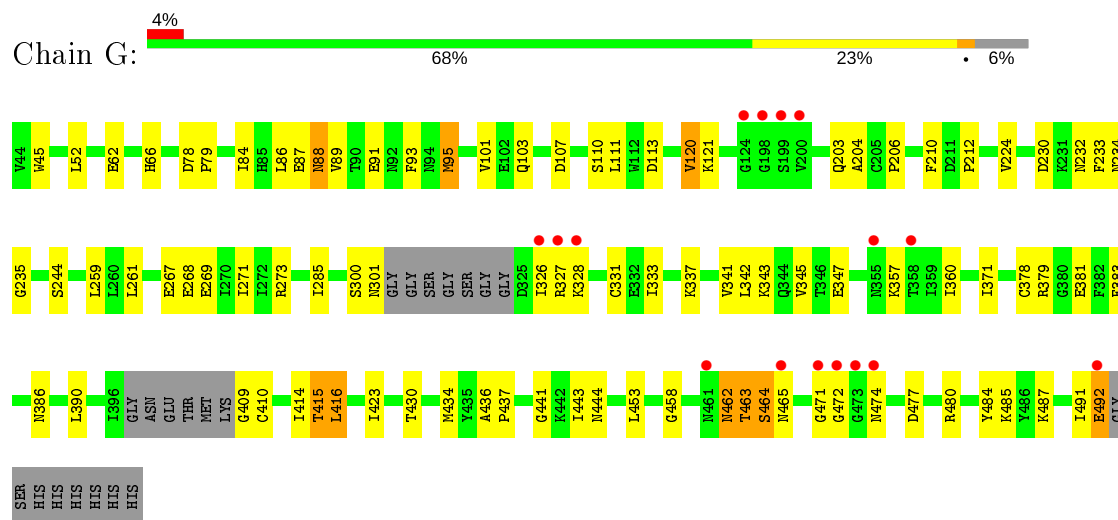 4%
Chain G:
68% 23% • 6%
V44 W45 L52 E62 H66 D78 P79 I84 H85 L86 E87 N88 V89 T90 E91 N92 F93 N94 M95 V101 E102 Q103 D107 S110 L111 W112 D113 V120 K121 G124 G198 S199 V200 Q203 A204 C205 P206 F210 D211 P212 V224 D230 K231 N232 F233 N234
G235 S244 L259 L260 L261 E267 E268 E269 I270 I271 I272 R273 I285 S300 N301 GLY GLY SER GLY SER GLY GLY D325 I326 R327 K328 C331 E332 I333 K337 V341 L342 K343 Q344 V345 T346 E347 N355 K357 T358 I359 I360 I371 C378 R379 G380 E381 F382
N386 L390 I396 GLY ASN GLU THR MET LYS G409 C410 I414 T415 L416 I423 T430 M434 Y435 A436 P437 G441 K442 I443 N444 L453 G458 N461 N462 T463 S464 N465 G471 G472 G473 N474 D477 R480 Y484 K485 Y486 K487 I491 E492 GLY
SER HIS HIS HIS HIS HIS HIS